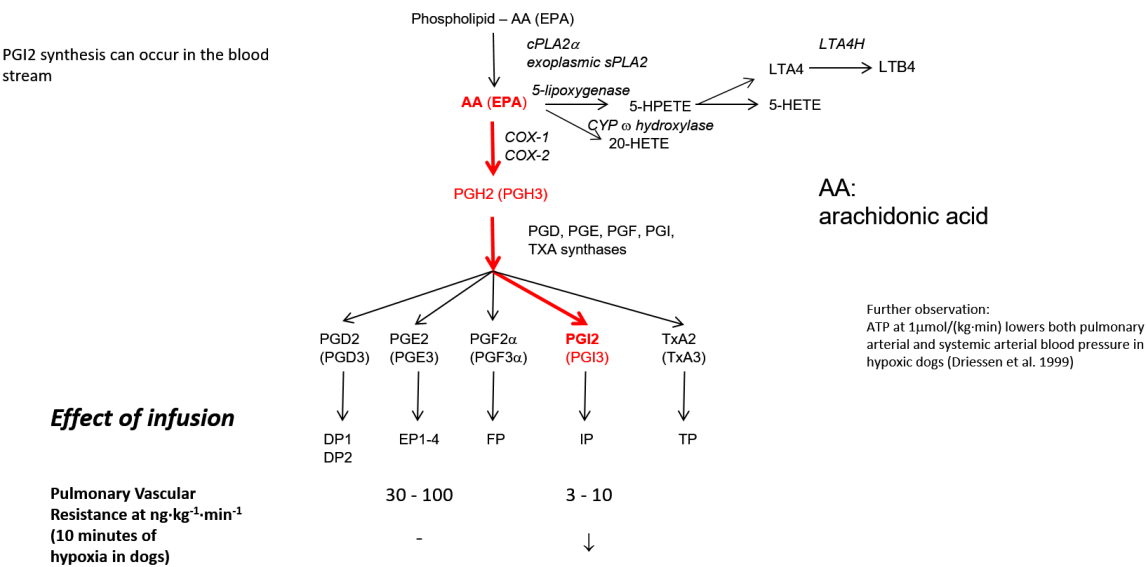 Phospholipid – AA (EPA)
PGI2 synthesis can occur in the blood
stream
cPLA2α
exoplasmic sPLA2
LTA4H
LTA4
LTB4
5-lipoxygenase
AA (EPA)
5-HPETE
5-HETE
CYP ω hydroxylase
20-HETE
COX-1
COX-2
PGH2 (PGH3)
AA:
arachidonic acid
PGD, PGE, PGF, PGI,
TXA synthases
Further observation:
ATP at 1µmol/(kg·min) lowers both pulmonary
arterial and systemic arterial blood pressure in
hypoxic dogs (Driessen et al. 1999)
PGD2 PGE2 PGF2α PGI2 TxA2
(PGD3) (PGE3) (PGF3α) (PGI3) (TxA3)
Effect of infusion
DP1 EP1-4 FP IP TP
DP2
Pulmonary Vascular 30 - 100 3 - 10
Resistance at ng·kg⁻¹·min⁻¹
(10 minutes of - ↓
hypoxia in dogs)